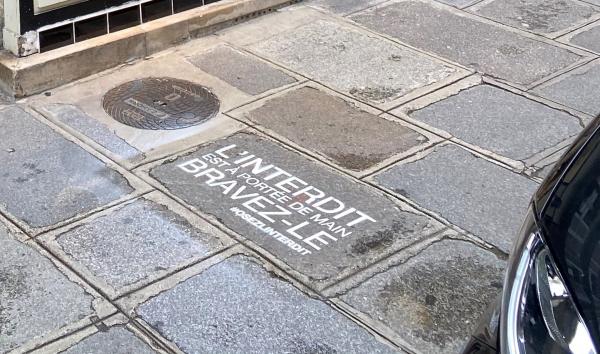 L'INTERDIT
EST À PORTÉE DE MAIN
BRAVEZ-LE
#OSEZLINTERDIT